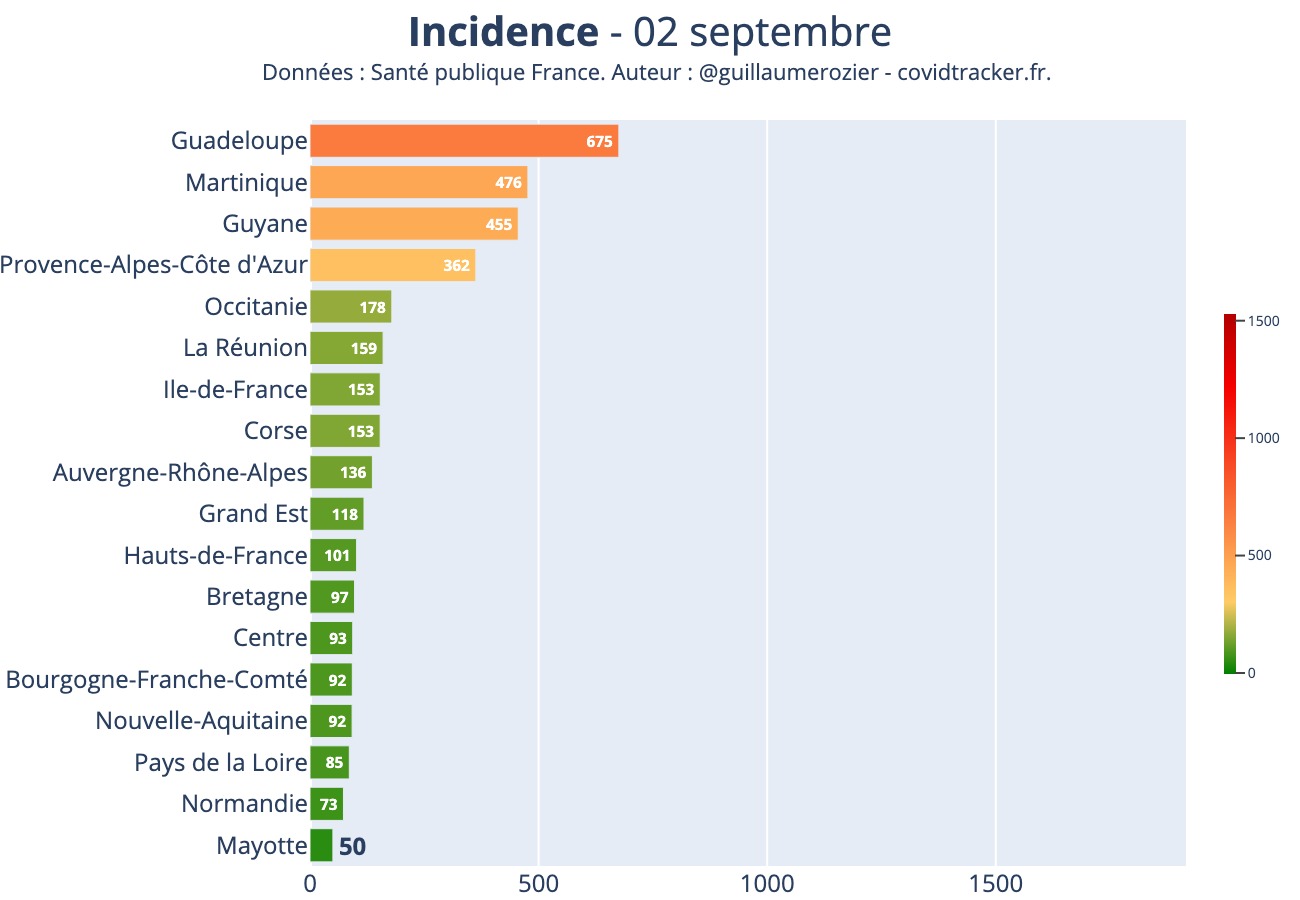 Incidence - 02 septembre
Données : Santé publique France. Auteur : @guillaumerozier - covidtracker.fr.
Guadeloupe 675
Martinique 476
Guyane 455
Provence-Alpes-Côte d'Azur 362
Occitanie 178
La Réunion 159
Ile-de-France 153
Corse 153
Auvergne-Rhône-Alpes 136
Grand Est 118
Hauts-de-France 101
Bretagne 97
Centre 93
Bourgogne-Franche-Comté 92
Nouvelle-Aquitaine 92
Pays de la Loire 85
Normandie 73
Mayotte 50
0 500 1000 1500
1500
1000
500
0